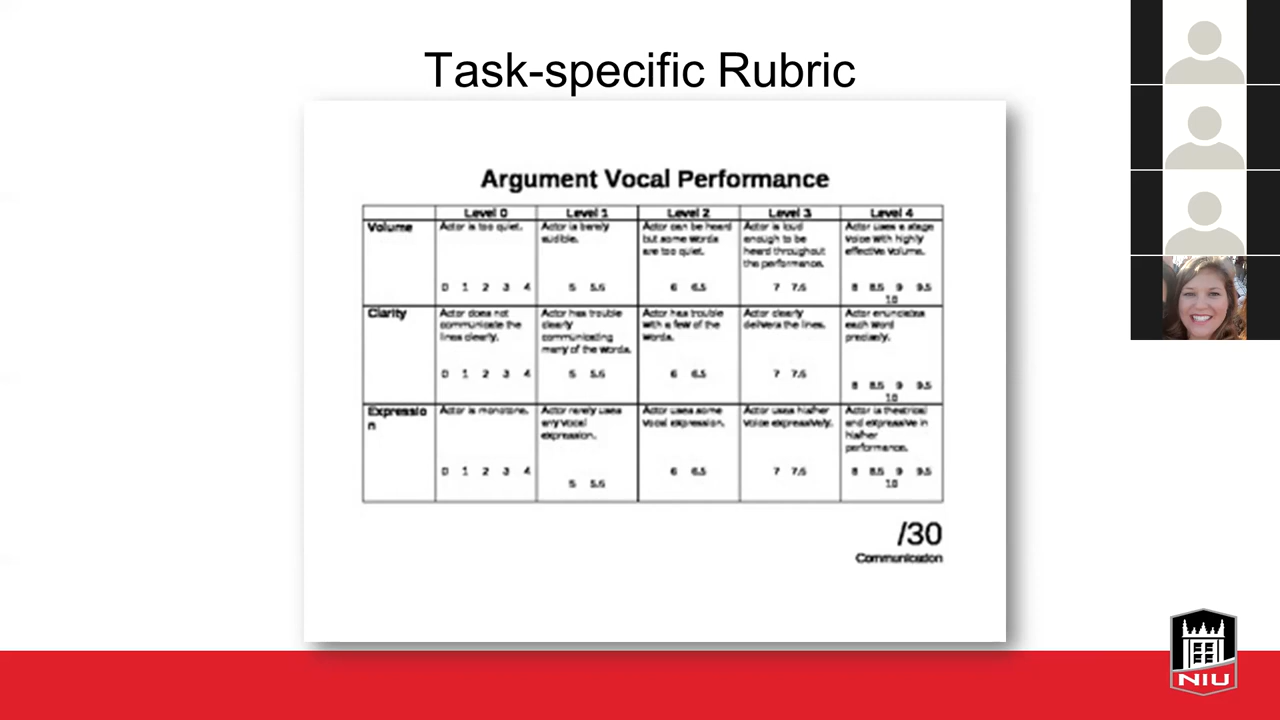 Task-specific Rubric
Argument Vocal Performance
Level 0 Level 1 Level 2 Level 3 Level 4
Volume
Actor is too quiet.
0 1 2 3 4
Actor is barely
audible.
5 5.5
Actor can be heard
but some words
are too quiet.
6 6.5
Actor is loud
enough to be
heard throughout
the performance.
7 7.5
Actor uses a stage
voice with highly
effective volume.
8 8.5 9 9.5
10
Clarity
Actor does not
communicate the
lines clearly.
0 1 2 3 4
Actor has trouble
clearly
communicating
many of the words.
5 5.5
Actor has trouble
with a few of the
words.
6 6.5
Actor clearly
delivers the lines.
7 7.5
Actor enunciates
each word
precisely.
8 8.5 9 9.5
10
Expressio
n
Actor is monotone.
0 1 2 3 4
Actor rarely uses
any vocal
expression.
5 5.5
Actor uses some
vocal expression.
6 6.5
Actor uses his/her
voice expressively.
7 7.5
Actor is theatrical
and expressive in
his/her
performance.
8 8.5 9 9.5
10
/30
Communication
NIU